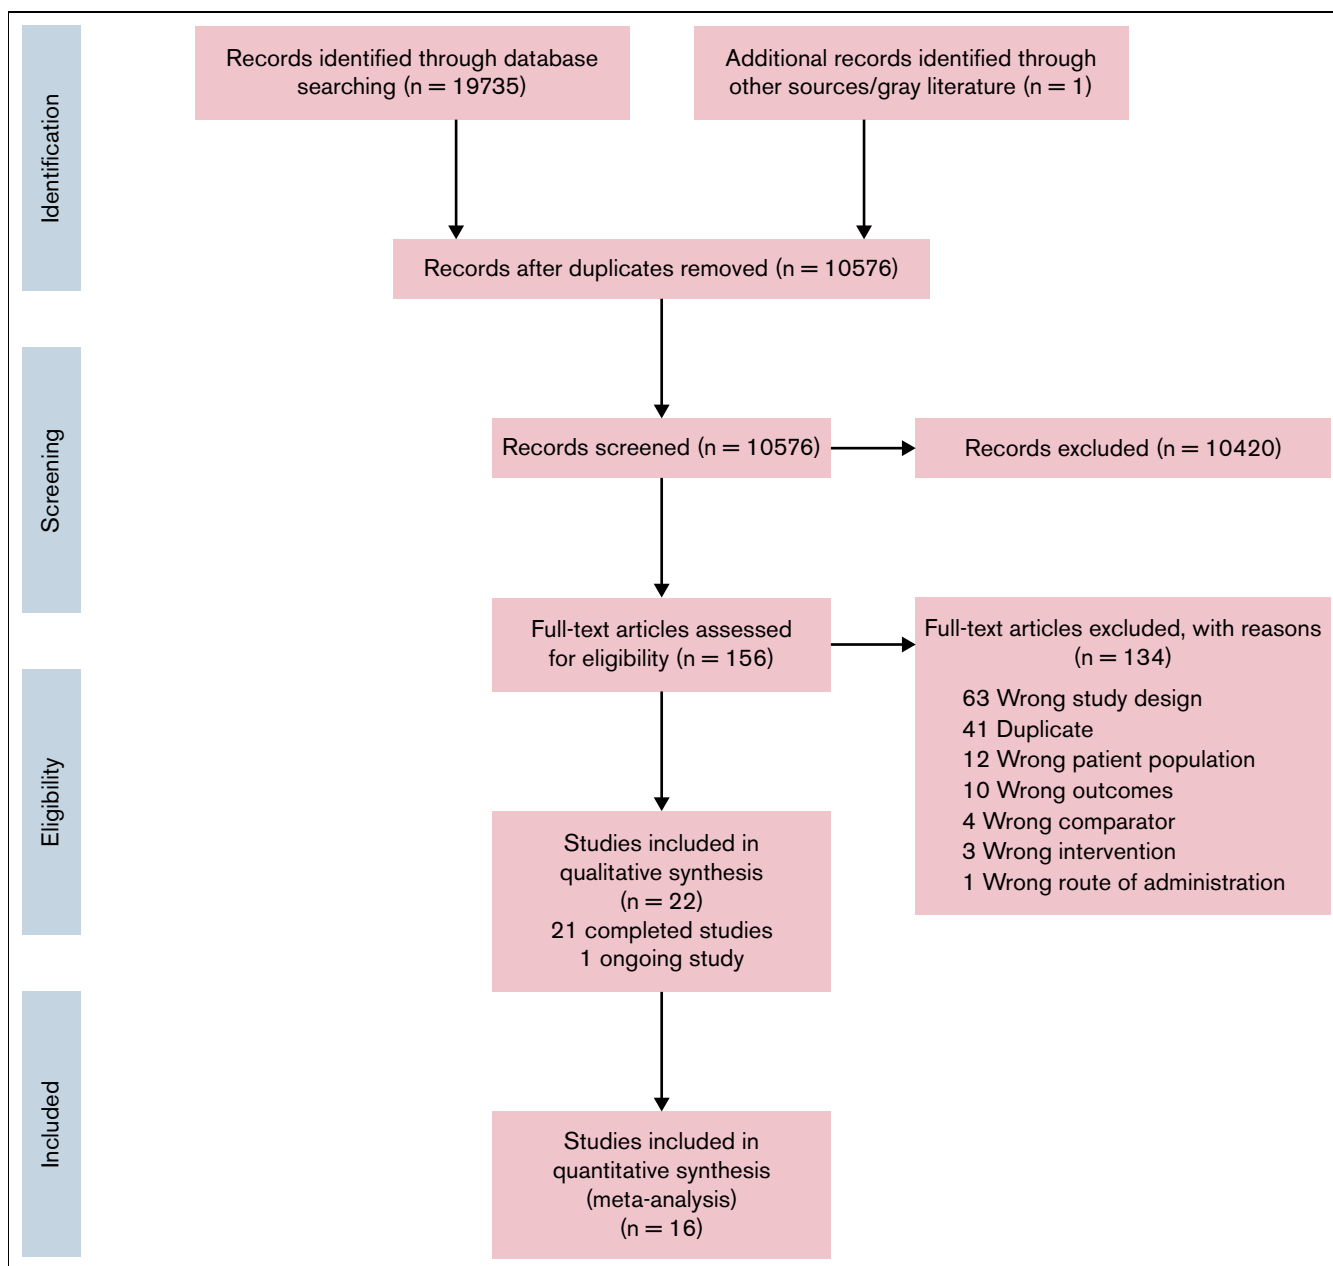 Identification
Records identified through database
searching (n = 19735)
Additional records identified through
other sources/gray literature (n = 1)
Records after duplicates removed (n = 10576)
Screening
Records screened (n = 10576)
Records excluded (n = 10420)
Eligibility
Full-text articles assessed
for eligibility (n = 156)
Full-text articles excluded, with reasons
(n = 134)
63 Wrong study design
41 Duplicate
12 Wrong patient population
10 Wrong outcomes
4 Wrong comparator
3 Wrong intervention
1 Wrong route of administration
Studies included in
qualitative synthesis
(n = 22)
21 completed studies
1 ongoing study
Included
Studies included in
quantitative synthesis
(meta-analysis)
(n = 16)